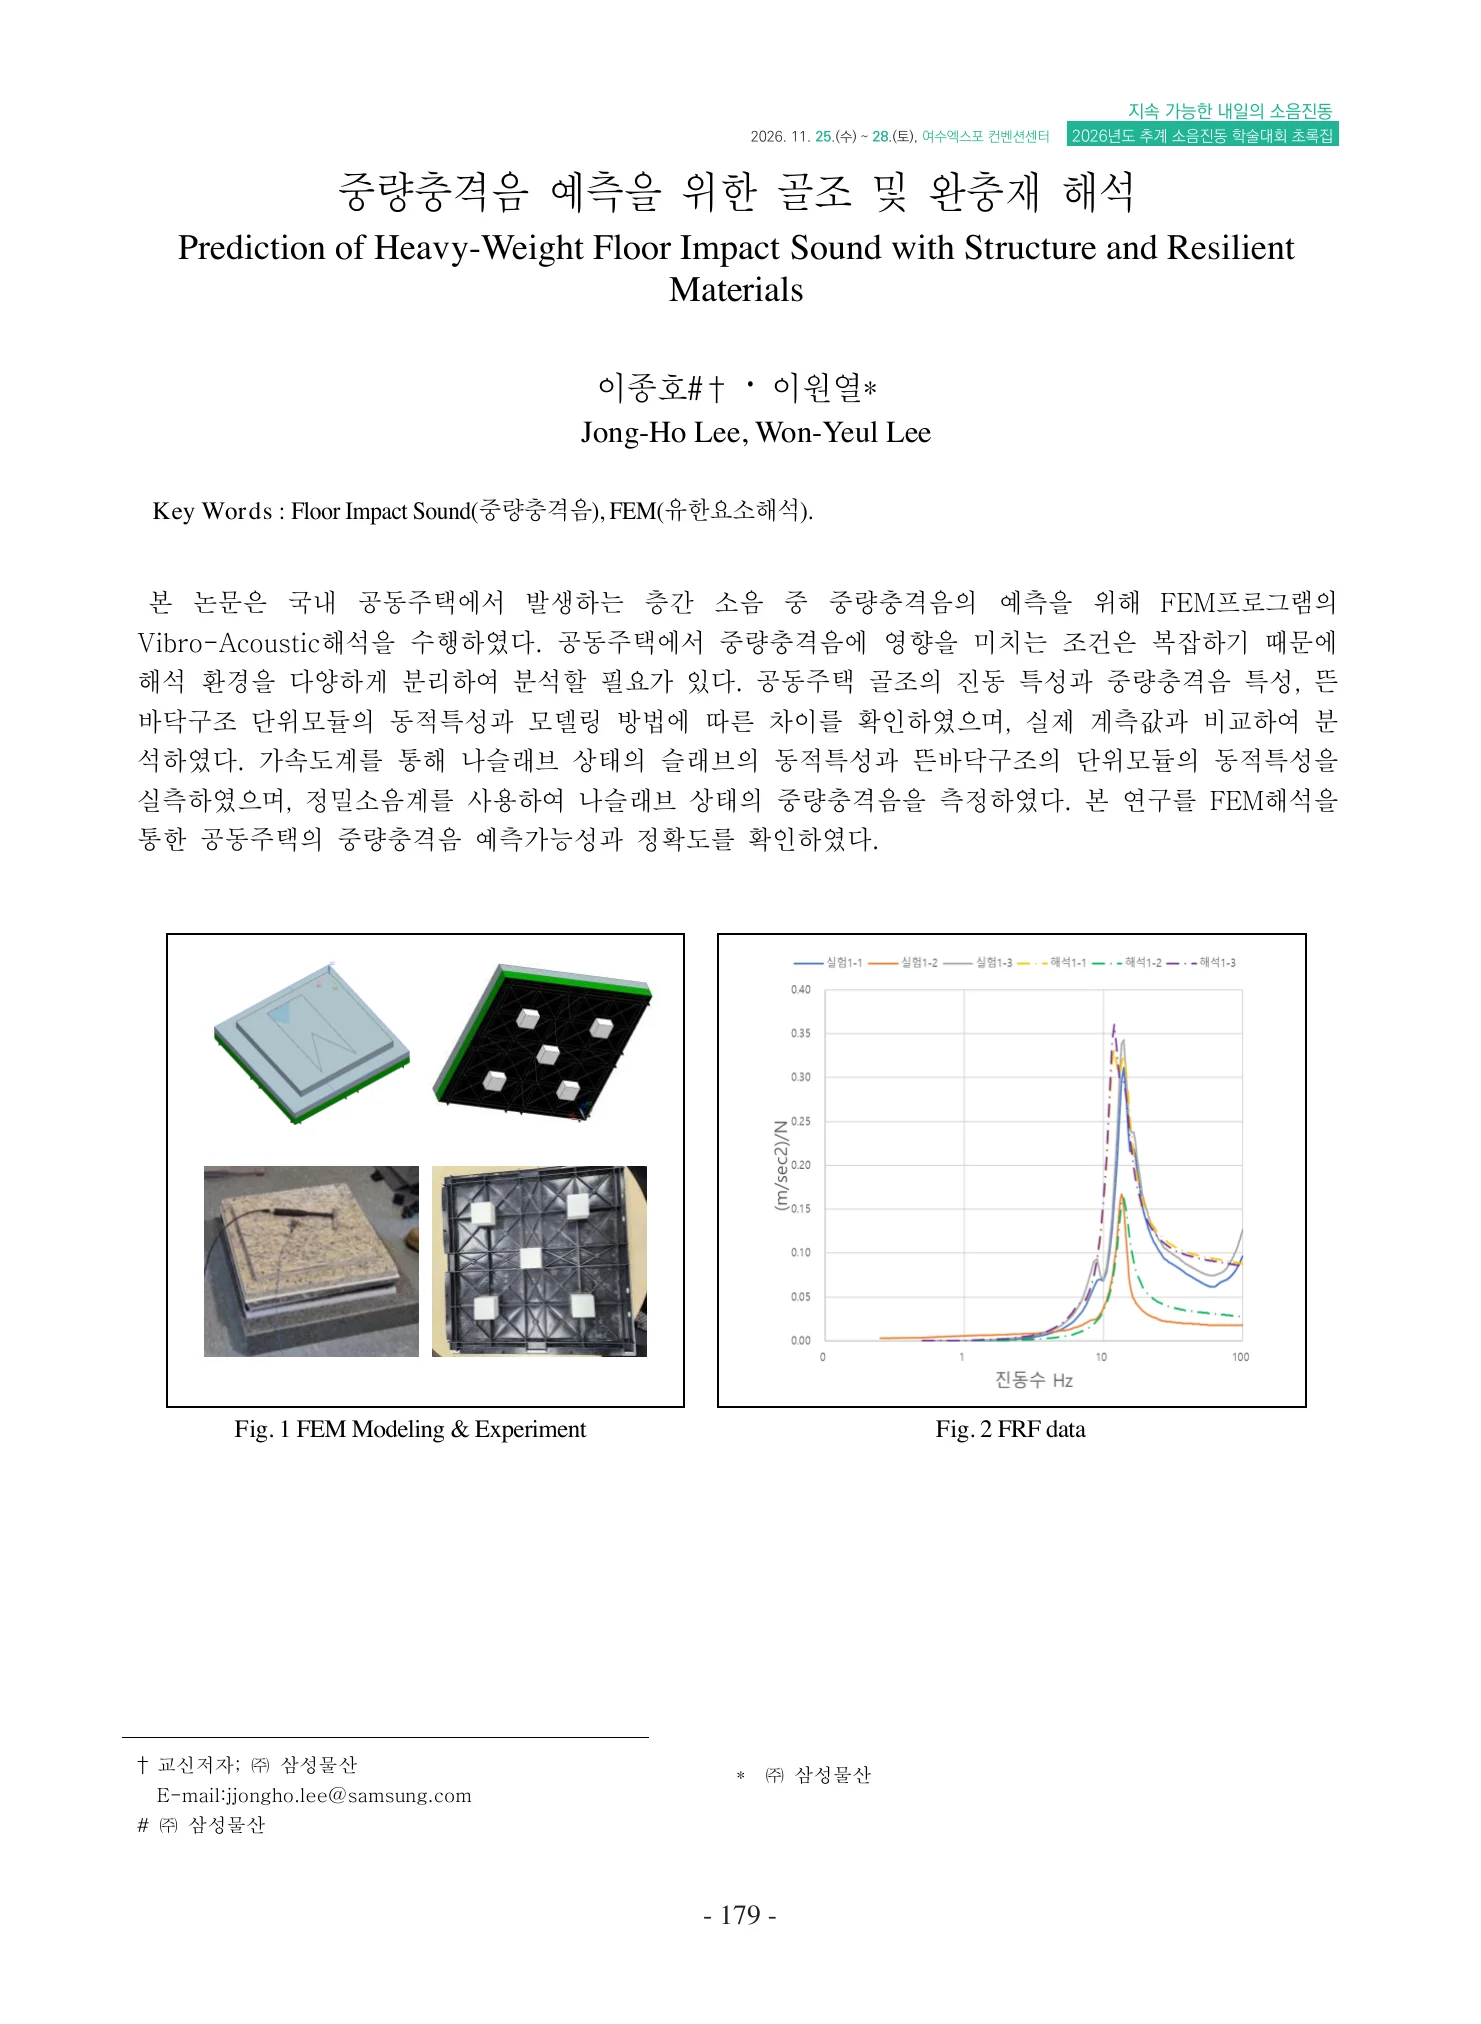 지속 가능한 내일의 소음진동
2026. 11. 25.(수) ~ 28.(토), 여수엑스포 컨벤션센터 2026년도 추계 소음진동 학술대회 초록집
중량충격음 예측을 위한 골조 및 완충재 해석
Prediction of Heavy-Weight Floor Impact Sound with Structure and Resilient
Materials
이종호#† · 이원열*
Jong-Ho Lee, Won-Yeul Lee
Key Words : Floor Impact Sound(중량충격음), FEM(유한요소해석).
본 논문은 국내 공동주택에서 발생하는 층간 소음 중 중량충격음의 예측을 위해 FEM프로그램의
Vibro-Acoustic해석을 수행하였다. 공동주택에서 중량충격음에 영향을 미치는 조건은 복잡하기 때문에
해석 환경을 다양하게 분리하여 분석할 필요가 있다. 공동주택 골조의 진동 특성과 중량충격음 특성, 뜬
바닥구조 단위모듈의 동적특성과 모델링 방법에 따른 차이를 확인하였으며, 실제 계측값과 비교하여 분
석하였다. 가속도계를 통해 나슬래브 상태의 슬래브의 동적특성과 뜬바닥구조의 단위모듈의 동적특성을
실측하였으며, 정밀소음계를 사용하여 나슬래브 상태의 중량충격음을 측정하였다. 본 연구를 FEM해석을
통한 공동주택의 중량충격음 예측가능성과 정확도를 확인하였다.
실험1-1 실험1-2 실험1-3 해석1-1 해석1-2 해석1-3
0.40
0.35
0.30
0.25
0.20
0.15
0.10
0.05
0.00
(m/sec2)/N
0 1 10 100
진동수 Hz
Fig. 1 FEM Modeling & Experiment
Fig. 2 FRF data
† 교신저자; ㈜ 삼성물산
E-mail:jjongho.lee@samsung.com
# ㈜ 삼성물산
* ㈜ 삼성물산
- 179 -